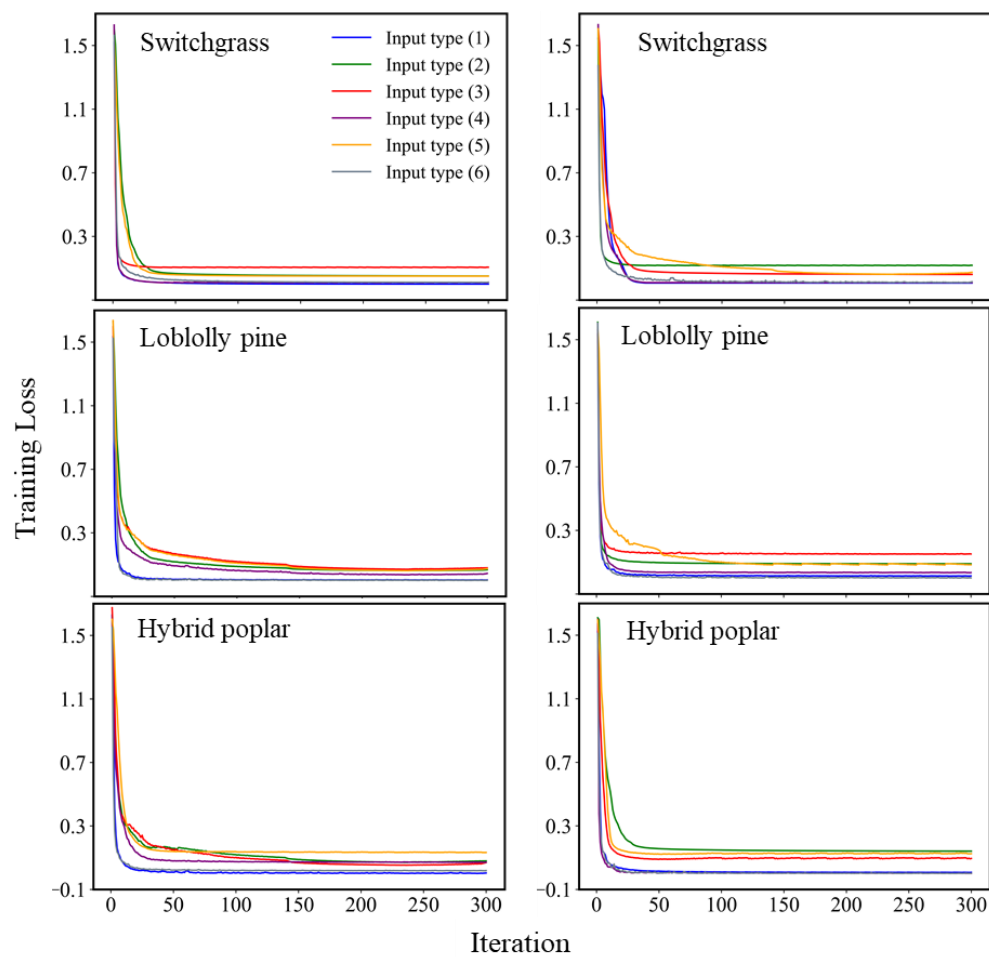 Switchgrass
Input type (1)
Input type (2)
Input type (3)
Input type (4)
Input type (5)
Input type (6)
1.5
1.1
0.7
0.3
Switchgrass
1.5
1.1
0.7
0.3
Loblolly pine
1.5
1.1
0.7
0.3
Loblolly pine
1.5
1.1
0.7
0.3
Training Loss
Hybrid poplar
1.5
1.1
0.7
0.3
−0.1
0 50 100 150 200 250 300
Hybrid poplar
1.5
1.1
0.7
0.3
−0.1
0 50 100 150 200 250 300
Iteration